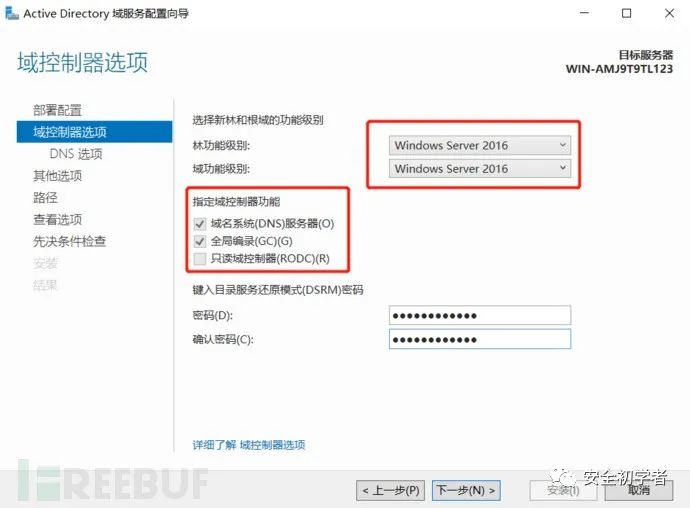 Active Directory 域服务配置向导
域控制器选项
目标服务器
WIN-AMJ9T9TL123
部署配置
域控制器选项
DNS 选项
其他选项
路径
查看选项
先决条件检查
安装
结果
选择新林和根域的功能级别
林功能级别: Windows Server 2016
域功能级别: Windows Server 2016
指定域控制器功能
域名系统(DNS)服务器(O)
全局编录(GC)(G)
只读域控制器(RODC)(R)
键入目录服务还原模式(DSRM)密码
密码(D): ●●●●●●●●●●●●
确认密码(C): ●●●●●●●●●●●●
详细了解 域控制器选项
FREEBUF
安全初学者
< 上一步(P) 下一步(N) > 安装(I) 取消